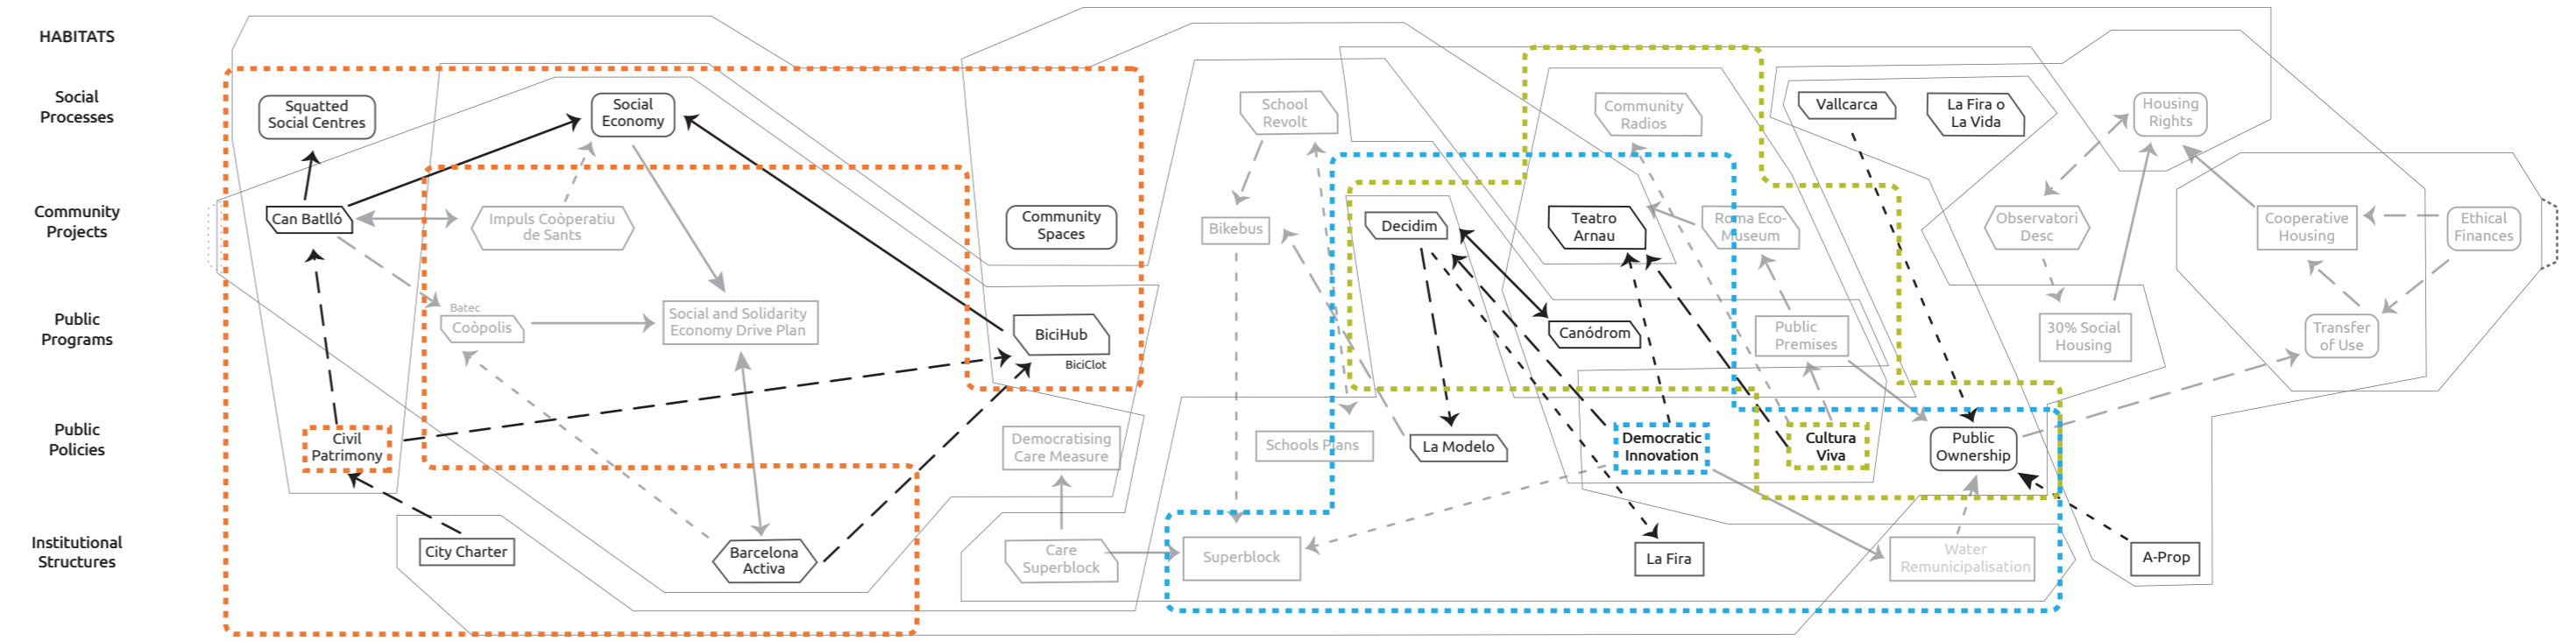 HABITATS
Social
Processes
Squatted
Social Centres
Social
Economy
School
Revolt
Community
Radios
Vallcarca
La Fira o
La Vida
Housing
Rights
Community
Projects
Can Batlló
Impuls Coòperatiu
de Sants
Community
Spaces
Bikebus
Decidim
Teatro
Arnau
Roma Eco-
Museum
Observatori
Desc
Cooperative
Housing
Ethical
Finances
Public
Programs
Batec
Coòpolis
Social and Solidarity
Economy Drive Plan
BiciHub
BiciClot
Canódrom
Public
Premises
30% Social
Housing
Transfer
of Use
Public
Policies
Civil
Patrimony
Democratising
Care Measure
Schools Plans
La Modelo
Democratic
Innovation
Cultura
Viva
Public
Ownership
Institutional
Structures
City Charter
Barcelona
Activa
Care
Superblock
Superblock
La Fira
Water
Remunicipalisation
A-Prop